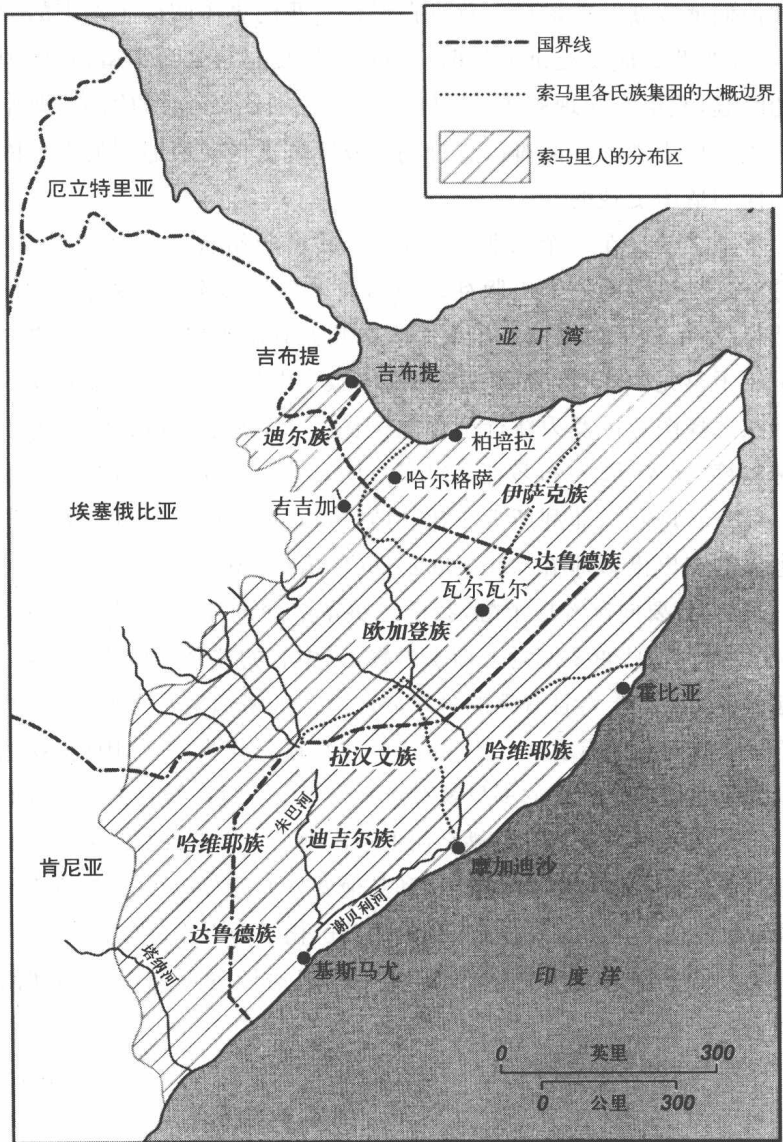 国界线
索马里各氏族集团的大概边界
索马里人的分布区
厄立特里亚
亚丁湾
吉布提
吉布提
迪尔族
柏培拉
哈尔格萨
伊萨克族
吉吉加
埃塞俄比亚
达鲁德族
瓦尔瓦尔
欧加登族
霍比亚
拉汉文族
哈维耶族
朱巴河
哈维耶族
迪吉尔族
肯尼亚
摩加迪沙
谢贝利河
达鲁德族
塔纳河
基斯马尤
印度洋
0 英里 300
0 公里 300